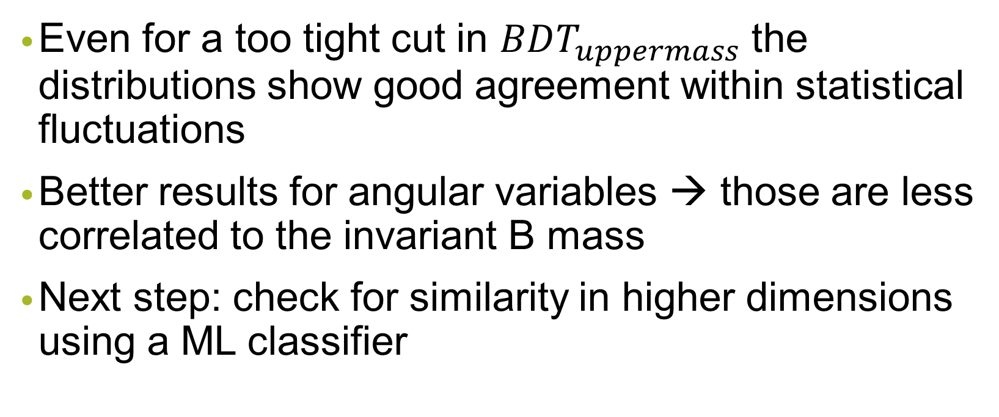 • Even for a too tight cut in $BDT_{uppermass}$ the
distributions show good agreement within statistical
fluctuations
• Better results for angular variables → those are less
correlated to the invariant B mass
• Next step: check for similarity in higher dimensions
using a ML classifier